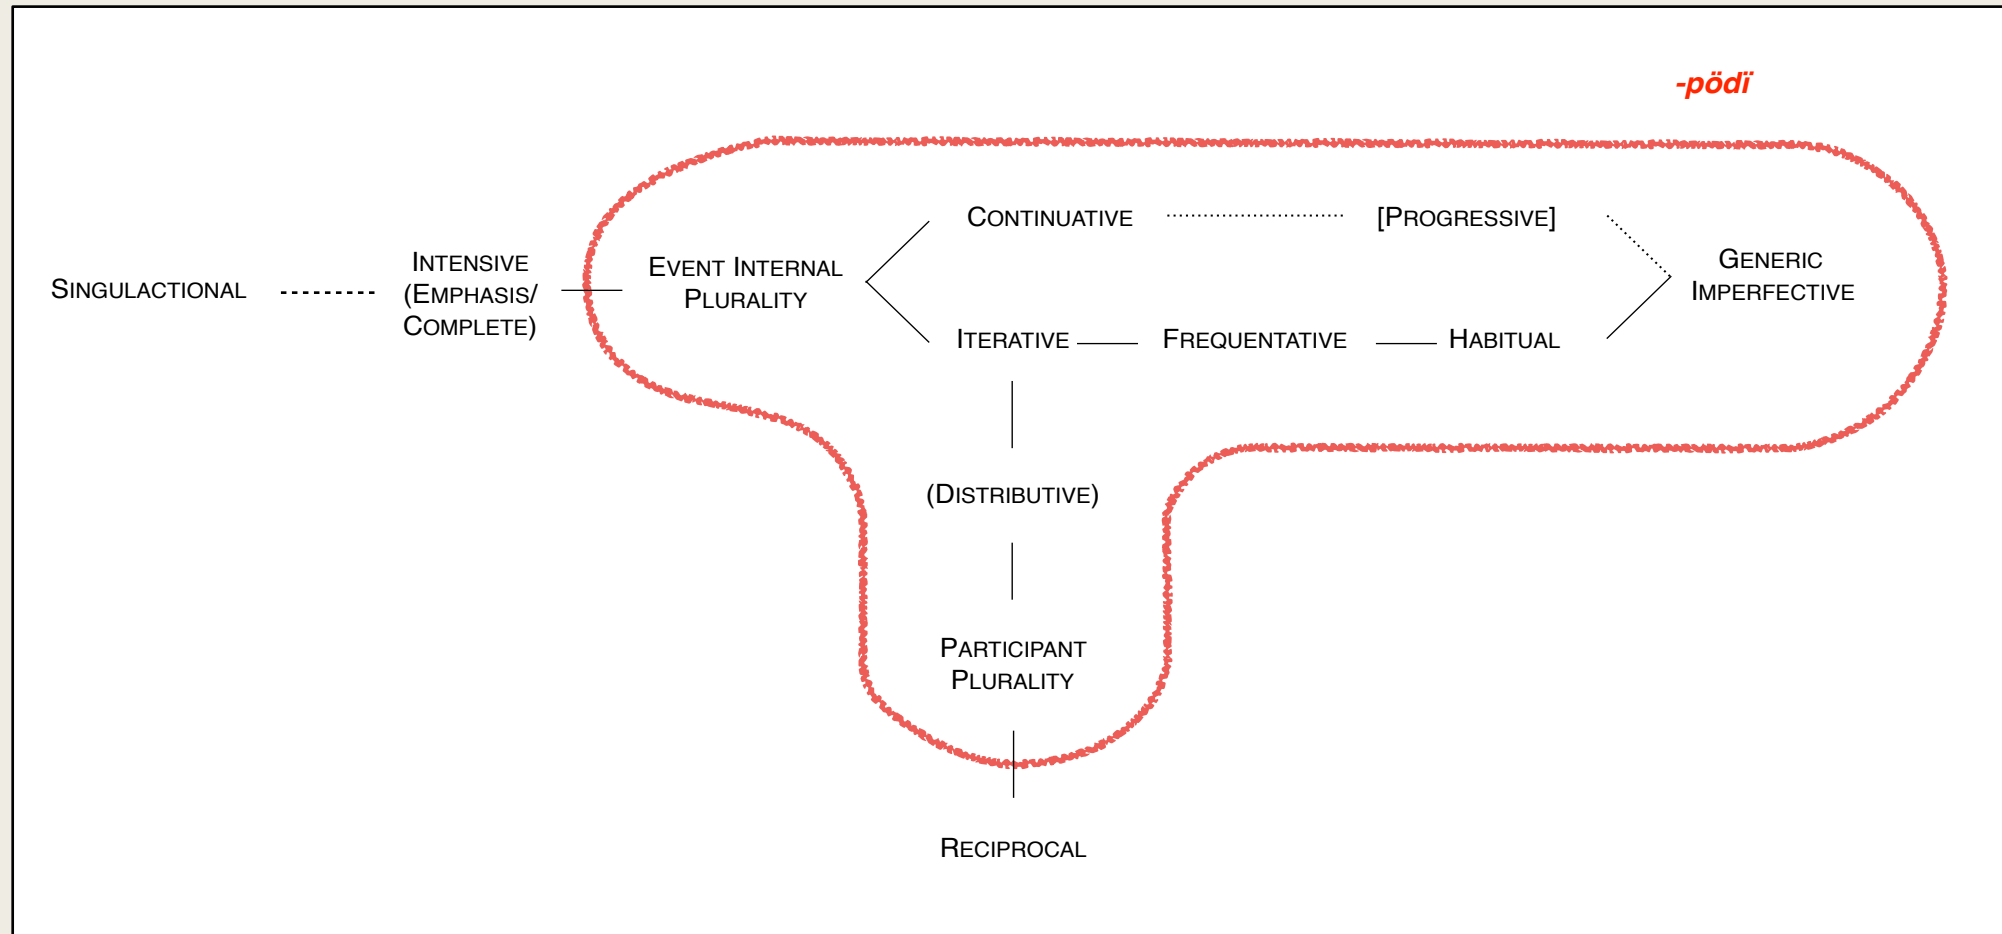 -pödï
CONTINUATIVE
[PROGRESSIVE]
SINGULACTIONAL
INTENSIVE
(EMPHASIS/
COMPLETE)
EVENT INTERNAL
PLURALITY
GENERIC
IMPERFECTIVE
ITERATIVE
FREQUENTATIVE
HABITUAL
(DISTRIBUTIVE)
PARTICIPANT
PLURALITY
RECIPROCAL